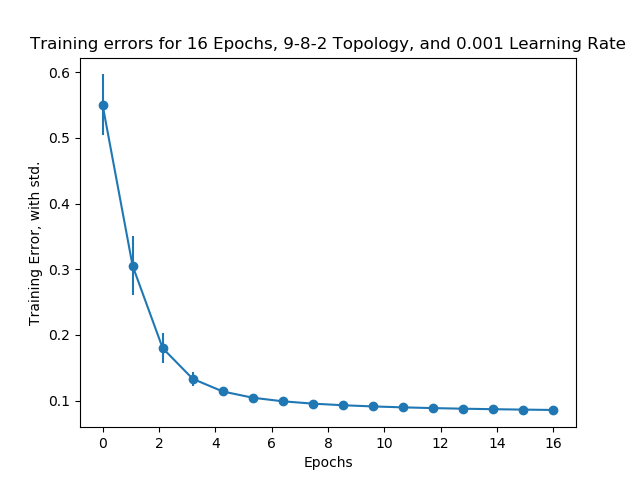 Training errors for 16 Epochs, 9-8-2 Topology, and 0.001 Learning Rate
Training Error, with std.
0.6
0.5
0.4
0.3
0.2
0.1
0 2 4 6 8 10 12 14 16
Epochs